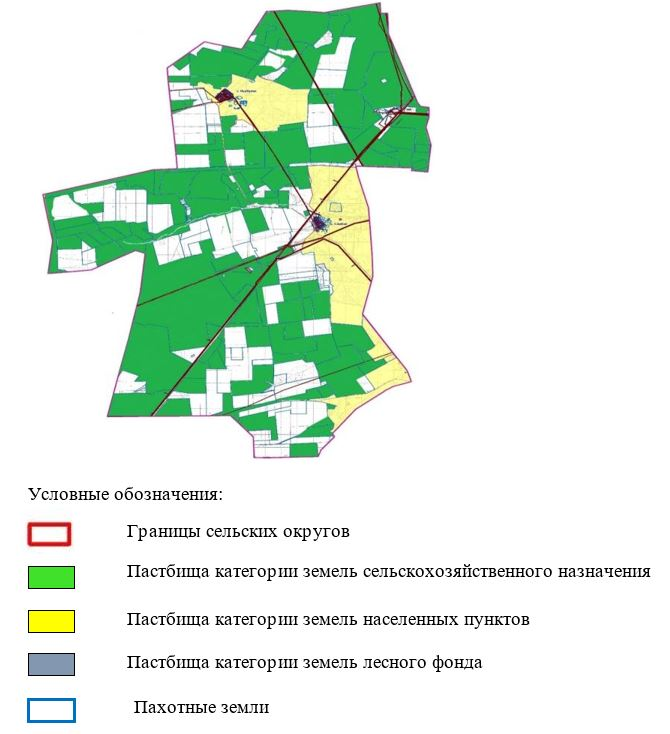 Условные обозначения:
Границы сельских округов
Пастбища категории земель сельскохозяйственного назначения
Пастбища категории земель населенных пунктов
Пастбища категории земель лесного фонда
Пахотные земли